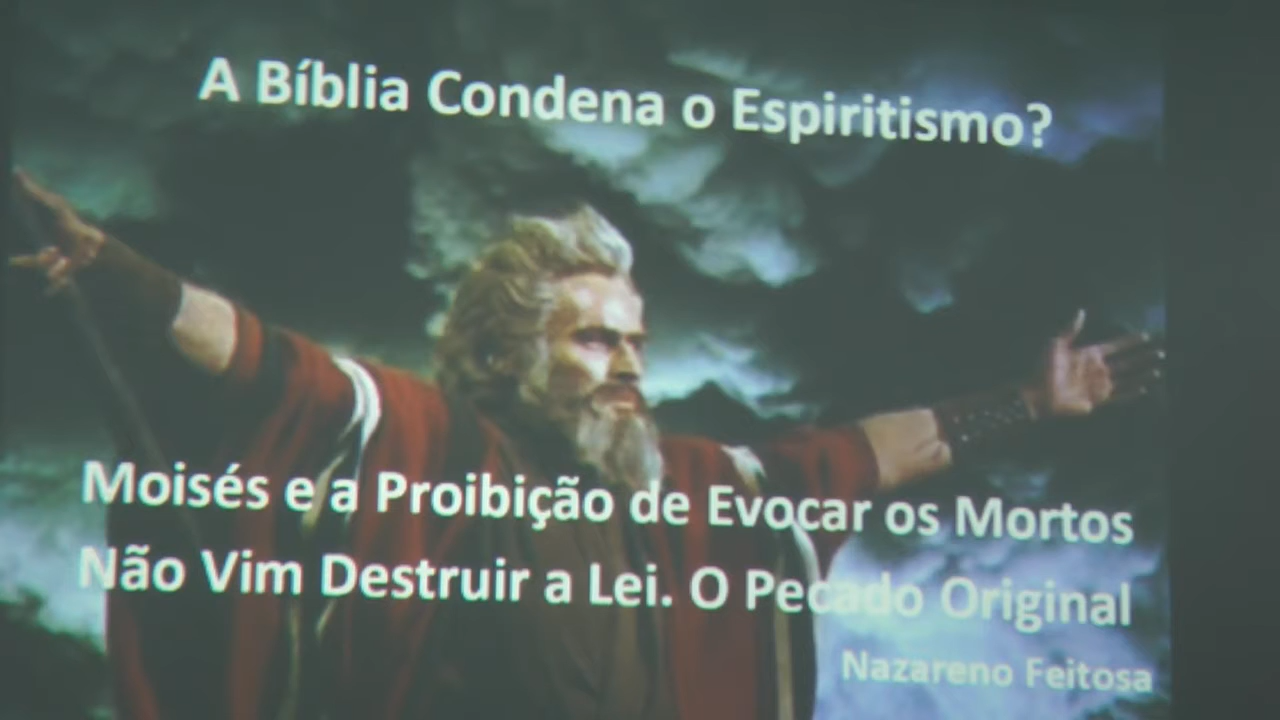 A Bíblia Condena o Espiritismo?
Moisés e a Proibição de Evocar os Mortos
Não Vim Destruir a Lei. O Pecado Original
Nazareno Feitosa